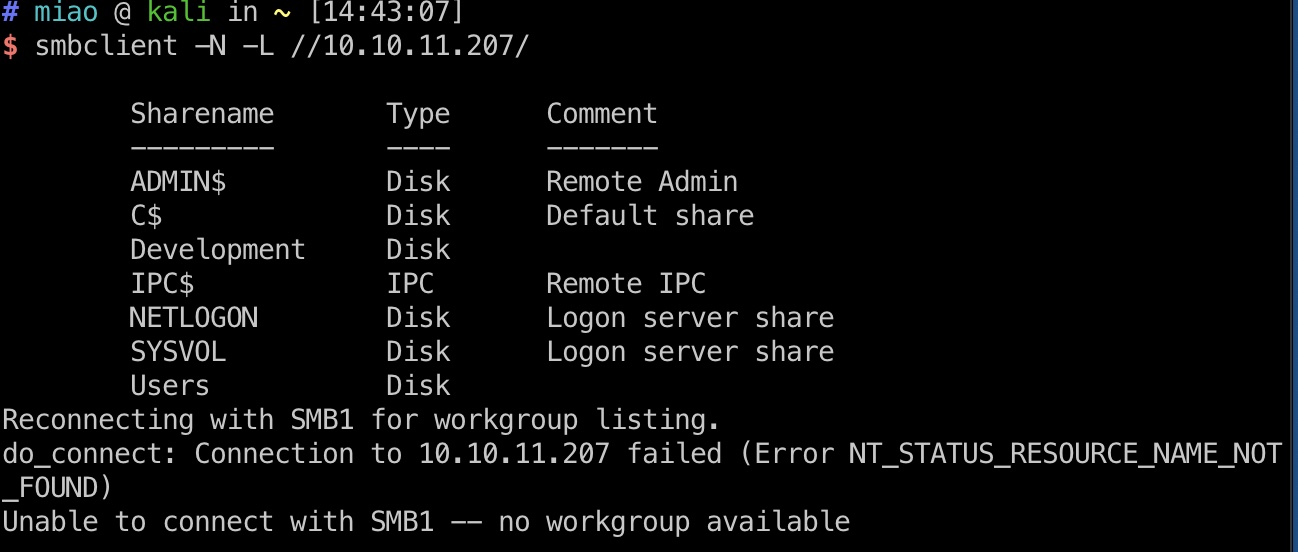 # miao @ kali in ~ [14:43:07]
$ smbclient -N -L //10.10.11.207/
Sharename Type Comment
--------- ---- -------
ADMIN$ Disk Remote Admin
C$ Disk Default share
Development Disk
IPC$ IPC Remote IPC
NETLOGON Disk Logon server share
SYSVOL Disk Logon server share
Users Disk
Reconnecting with SMB1 for workgroup listing.
do_connect: Connection to 10.10.11.207 failed (Error NT_STATUS_RESOURCE_NAME_NOT
_FOUND)
Unable to connect with SMB1 -- no workgroup available